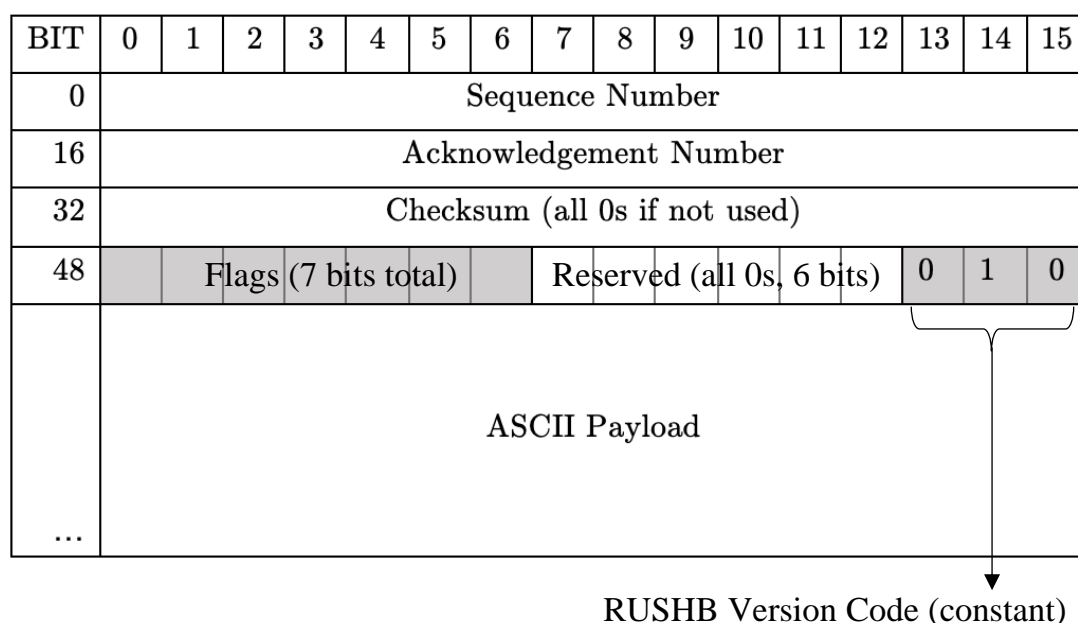 BIT 0 1 2 3 4 5 6 7 8 9 10 11 12 13 14 15
0 Sequence Number
16 Acknowledgement Number
32 Checksum (all 0s if not used)
48 Flags (7 bits total) Reserved (all 0s, 6 bits) 0 1 0
ASCII Payload
...
RUSHB Version Code (constant)